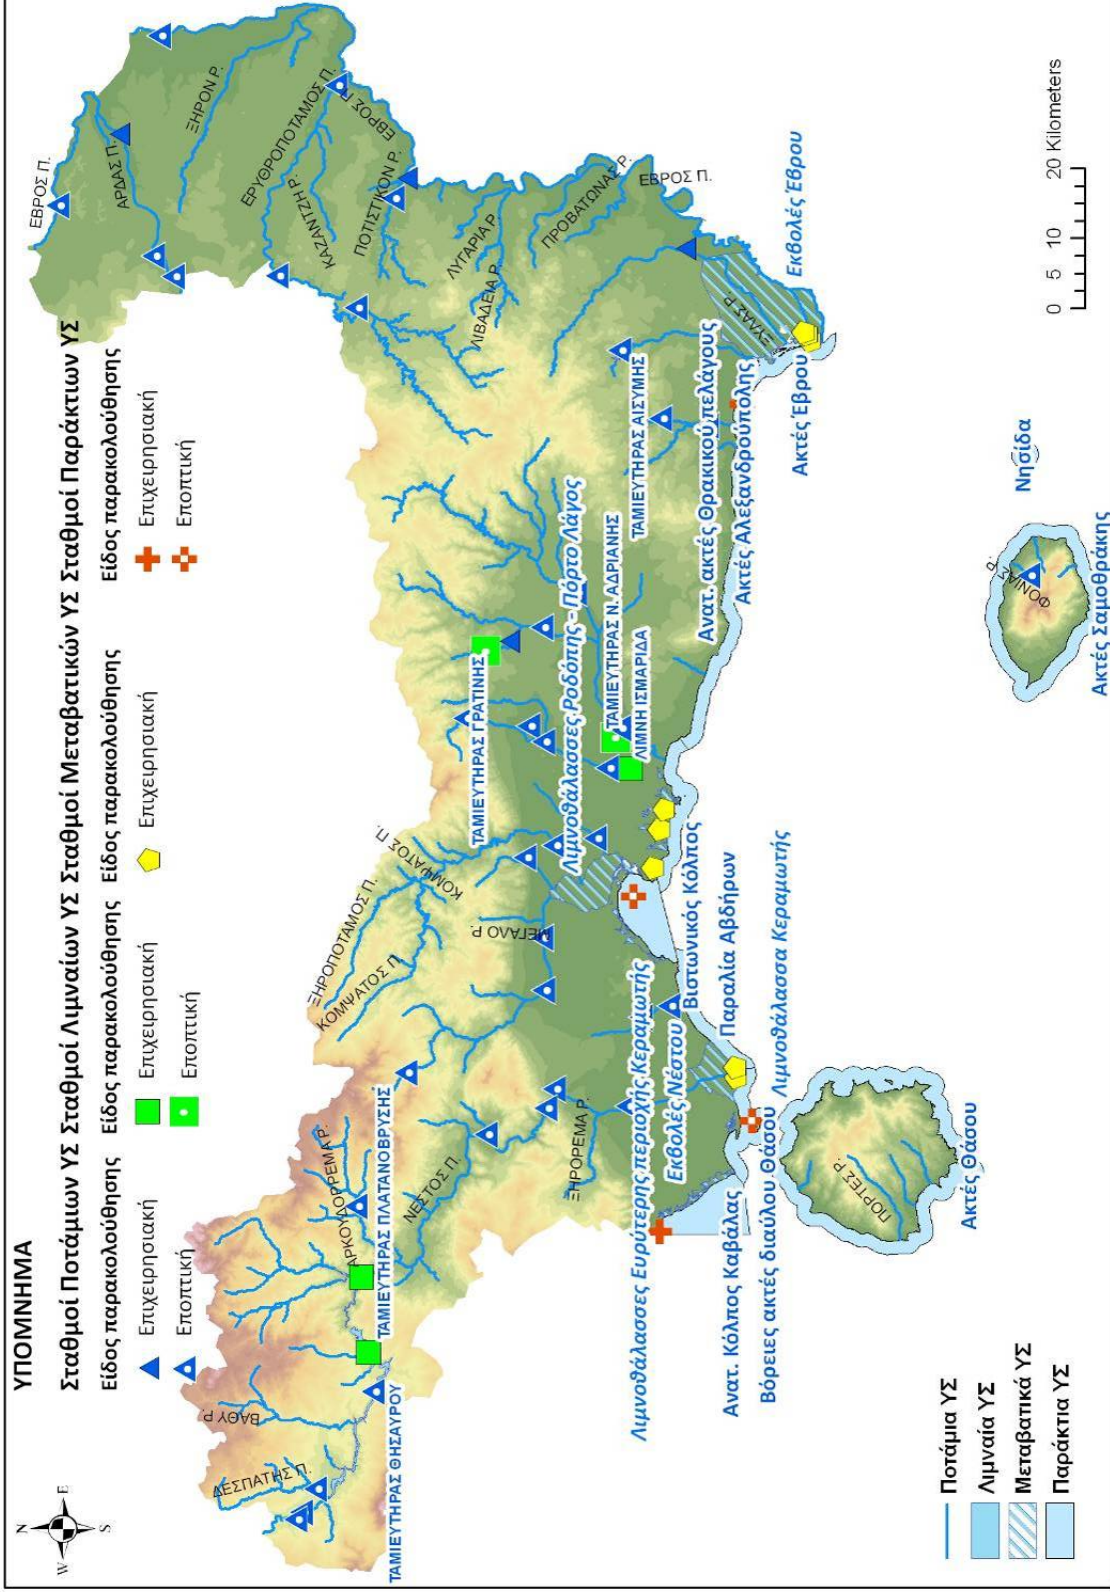 ΥΠΟΜΝΗΜΑ
Σταθμοί Ποτάμιων ΥΣ Σταθμοί Λιμναίων ΥΣ Σταθμοί Μεταβατικών ΥΣ Σταθμοί Παράκτιων ΥΣ
Είδος παρακολούθησης Είδος παρακολούθησης Είδος παρακολούθησης Είδος παρακολούθησης
Επιχειρησιακή Επιχειρησιακή Επιχειρησιακή Επιχειρησιακή
Εποπτική Εποπτική Εποπτική
N
W E
S
ΕΒΡΟΣ Π.
ΑΡΔΑΣ Π.
ΞΗΡΟΝ Ρ.
ΕΡΥΘΡΟΠΟΤΑΜΟΣ Π.
ΚΑΖΑΝΤΖΗ Ρ.
ΕΒΡΟΣ Π.
ΠΟΤΙΣΤΙΚΟΝ Ρ.
ΛΥΓΑΡΙΑ Ρ.
ΛΙΒΑΔΕΙΑ Ρ.
ΠΡΟΒΑΤΩΝΑΣ Ρ.
ΕΒΡΟΣ Π.
ΔΕΣΠΑΤΗΣ Π.
ΒΑΘΥ Ρ.
ΑΡΚΟΥΔΟΡΡΕΜΑ Ρ.
ΞΗΡΟΠΟΤΑΜΟΣ Π.
ΚΟΜΨΑΤΟΣ Π.
ΚΟΜΨΑΤΟΣ Π.
ΤΑΜΙΕΥΤΗΡΑΣ ΘΗΣΑΥΡΟΥ
ΤΑΜΙΕΥΤΗΡΑΣ ΠΛΑΤΑΝΟΒΡΥΣΗΣ
ΝΕΣΤΟΣ Π.
ΜΕΓΑΛΟ Ρ.
ΤΑΜΙΕΥΤΗΡΑΣ ΓΡΑΤΙΝΗΣ
ΞΗΡΟΡΕΜΑ Ρ.
Λιμνοθάλασσες Ροδόπης - Πόρτο Λάγος
ΤΑΜΙΕΥΤΗΡΑΣ Ν. ΑΔΡΙΑΝΗΣ
ΛΙΜΝΗ ΙΣΜΑΡΙΔΑ
ΤΑΜΙΕΥΤΗΡΑΣ ΑΙΣΥΜΗΣ
Λιμνοθάλασσες Ευρύτερης περιοχής Κεραμωτής
Εκβολές Νέστου
Βιστωνικός Κόλπος
Ανατ. ακτές Θρακικού πελάγους
Ακτές Αλεξανδρούπολης
ΞΥΛΑΣ Ρ.
Εκβολές Έβρου
Ακτές Έβρου
Παραλία Αβδήρων
Ανατ. Κόλπος Καβάλας
Βόρειες ακτές διαύλου Θάσου
Λιμνοθάλασσα Κεραμωτής
ΠΟΡΤΕΣ Ρ.
Ακτές Θάσου
ΦΟΝΙΑΣ Ρ.
Νησίδα
Ακτές Σαμοθράκης
Ποτάμια ΥΣ
Λιμναία ΥΣ
Μεταβατικά ΥΣ
Παράκτια ΥΣ
0 5 10 20 Kilometers